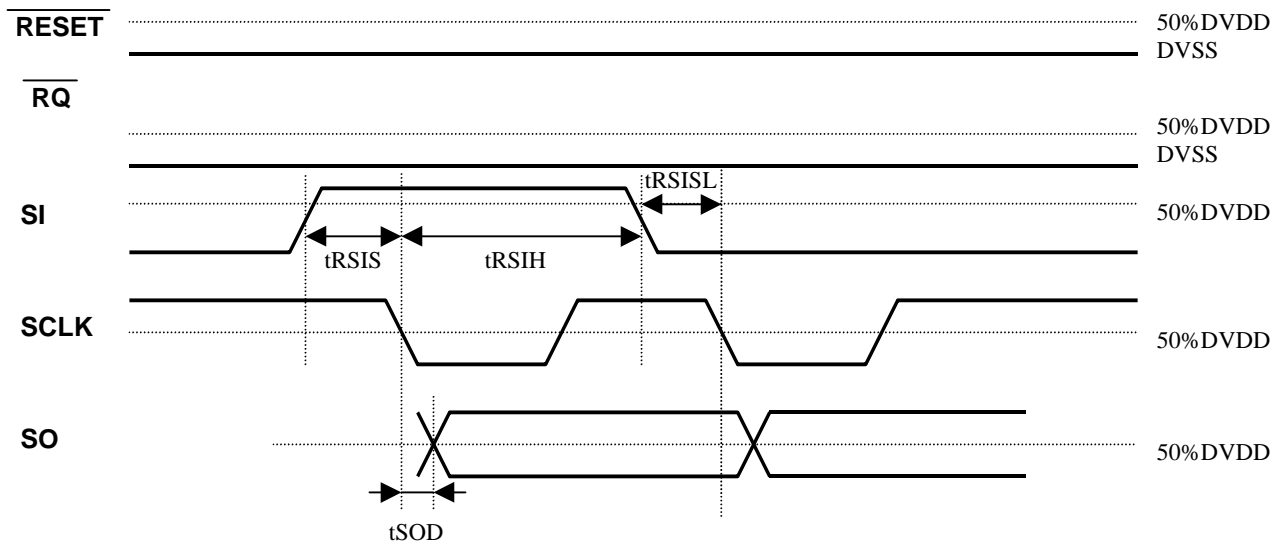 RESET
50%DVDD
DVSS
RQ
50%DVDD
DVSS
tRSISL
SI
50%DVDD
tRSIS
tRSIH
SCLK
50%DVDD
SO
50%DVDD
tSOD